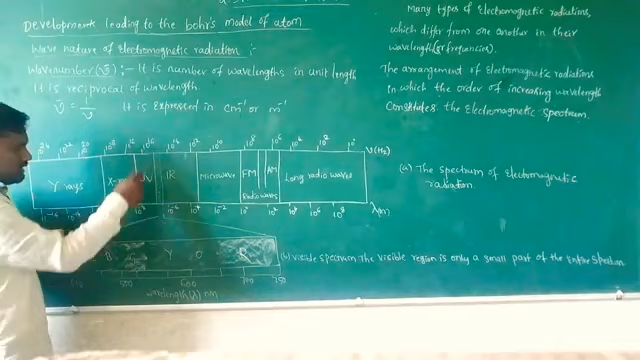 Developments leading to the bohr's model of atom
Wave nature of Electromagnetic radiation :-
Wavenumber(ν̄) :- It is number of wavelengths in unit length
It is reciprocal of wavelength.
ν̄ = 1/ν It is expressed in cm⁻¹ or m⁻¹
Many types of Electromagnetic radiations,
which differ from one another in their
wavelength(s or frequencies).
The arrangement of Electromagnetic radiations
in which the order of increasing wavelength
Constitutes the Electromagnetic Spectrum.
ν(Hz)
γ rays
UV
IR
Microwave
FM
AM
Radio waves
Long radio waves
λ(m)
(a) The Spectrum of Electromagnetic
radiation.
B
Y
O
R
500
600
700
750
wavelength(λ) nm
(b) Visible spectrum The visible region is only a small part of the Entire Spectrum